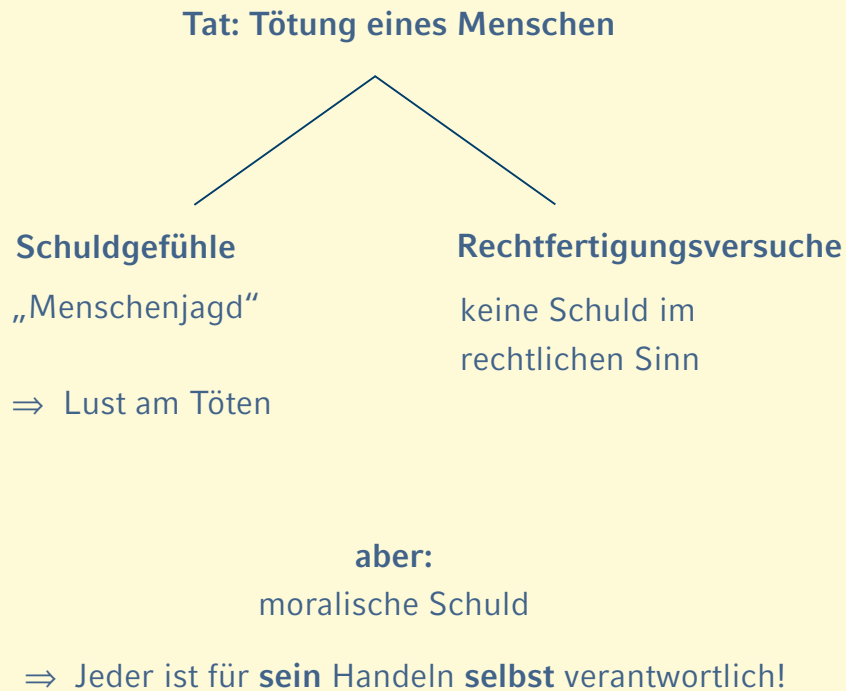 Tat: Tötung eines Menschen
Schuldgefühle
„Menschenjagd“
⇒ Lust am Töten
Rechtfertigungsversuche
keine Schuld im
rechtlichen Sinn
aber:
moralische Schuld
⇒ Jeder ist für sein Handeln selbst verantwortlich!